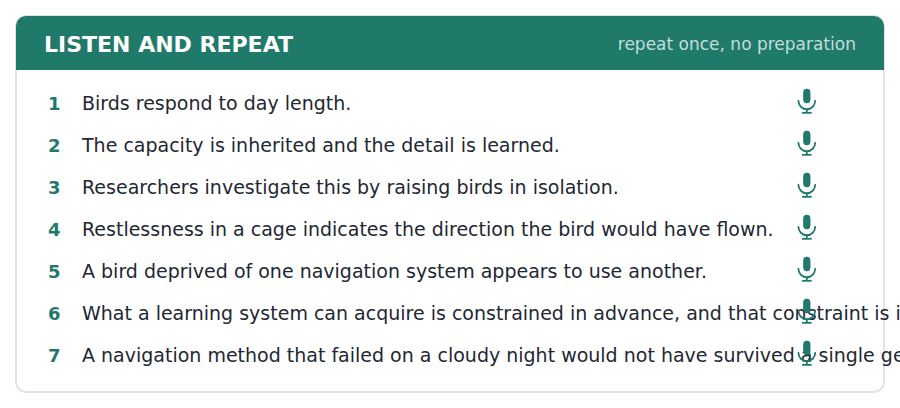 LISTEN AND REPEAT
repeat once, no preparation
1 Birds respond to day length.
2 The capacity is inherited and the detail is learned.
3 Researchers investigate this by raising birds in isolation.
4 Restlessness in a cage indicates the direction the bird would have flown.
5 A bird deprived of one navigation system appears to use another.
6 What a learning system can acquire is constrained in advance, and that constraint is
7 A navigation method that failed on a cloudy night would not have survived a single